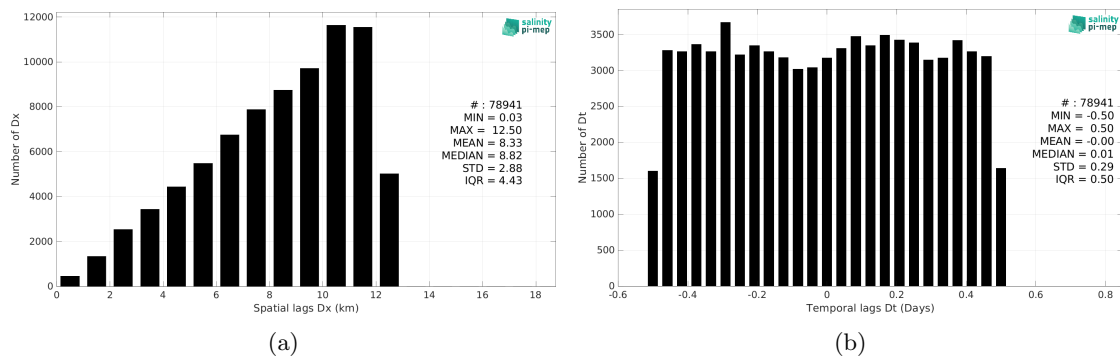 12000
10000
8000
6000
4000
2000
0
Number of Dx
0 2 4 6 8 10 12 14 16 18
Spatial lags Dx (km)
salinity
pi-mep
# : 78941
MIN = 0.03
MAX = 12.50
MEAN = 8.33
MEDIAN = 8.82
STD = 2.88
IQR = 4.43
(a)
3500
3000
2500
2000
1500
1000
500
0
Number of Dt
-0.6 -0.4 -0.2 0 0.2 0.4 0.6 0.8
Temporal lags Dt (Days)
salinity
pi-mep
# : 78941
MIN = -0.50
MAX = 0.50
MEAN = -0.00
MEDIAN = 0.01
STD = 0.29
IQR = 0.50
(b)